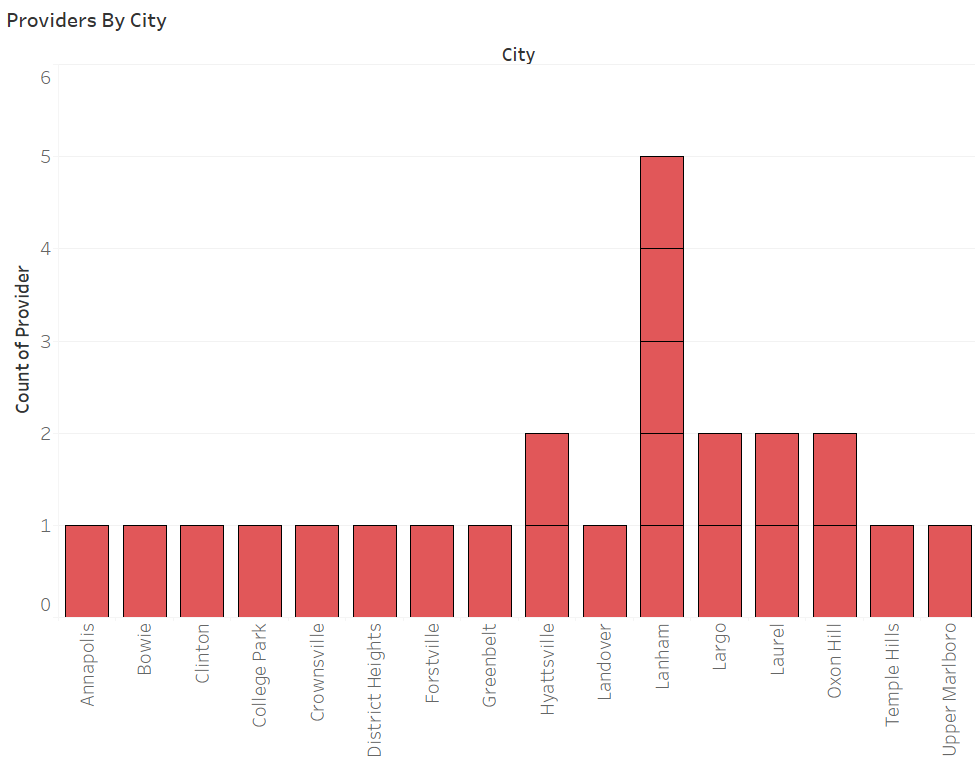 Providers By City
City
6
5
4
3
2
1
0
Count of Provider
Annapolis
Bowie
Clinton
College Park
Crownsville
District Heights
Forstville
Greenbelt
Hyattsville
Landover
Lanham
Largo
Laurel
Oxon Hill
Temple Hills
Upper Marlboro